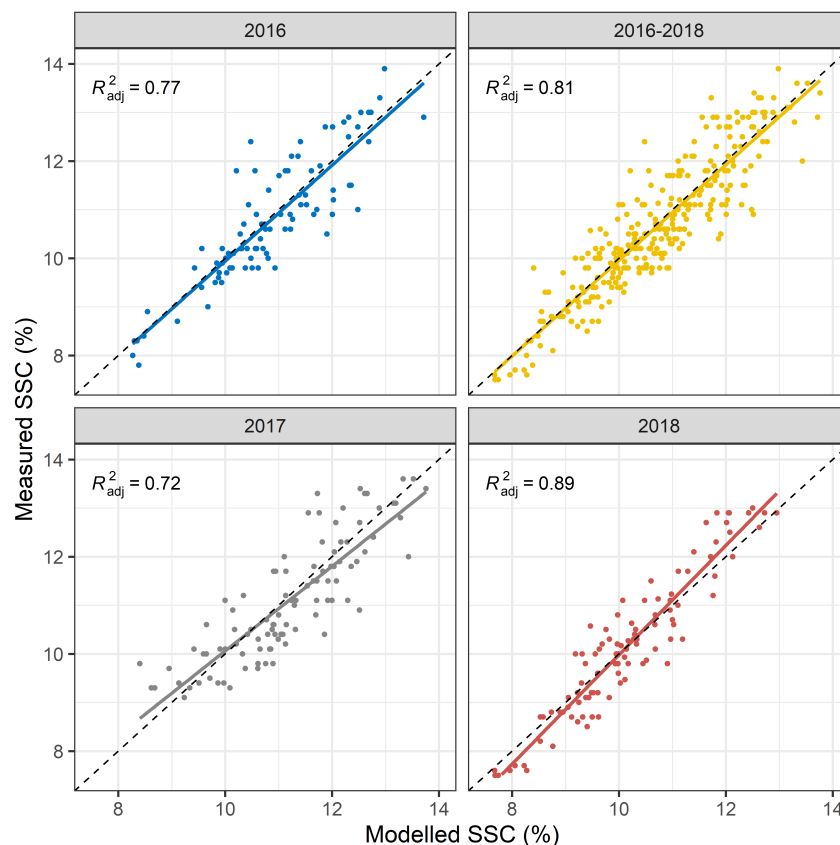 2016
2016-2018
R²adj = 0.77
R²adj = 0.81
14
12
10
8
2017
2018
R²adj = 0.72
R²adj = 0.89
14
12
10
8
8 10 12 14
8 10 12 14
Measured SSC (%)
Modelled SSC (%)